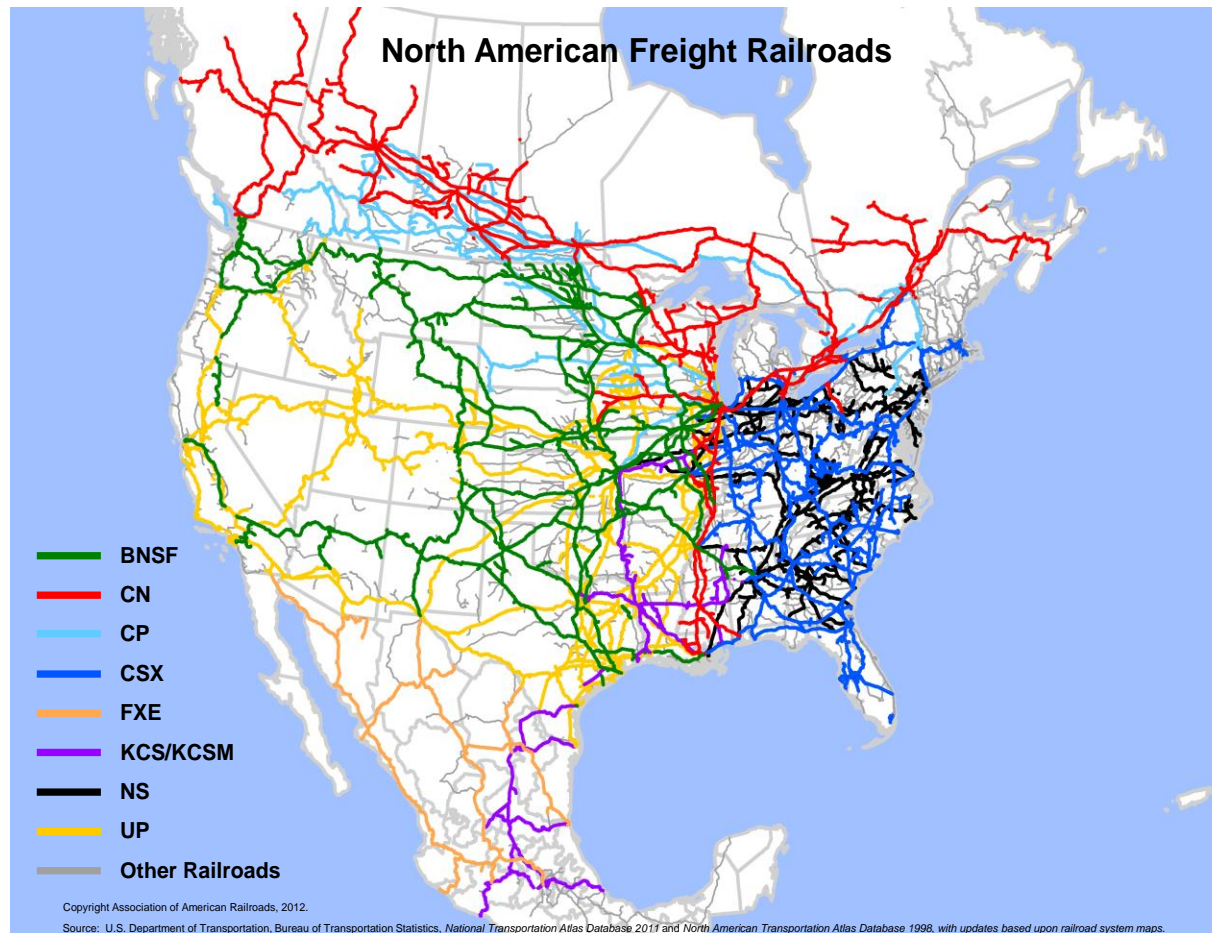 North American Freight Railroads
BNSF
CN
CP
CSX
FXE
KCS/KCSM
NS
UP
Other Railroads
Copyright Association of American Railroads, 2012.
Source: U.S. Department of Transportation, Bureau of Transportation Statistics, National Transportation Atlas Database 2011 and North American Transportation Atlas Database 1998, with updates based upon railroad system maps.